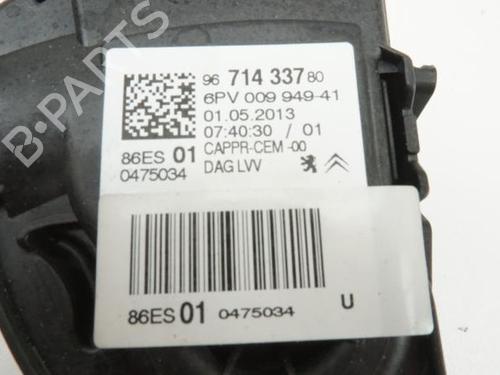 96 714 337 80
6PV 009 949-41
01.05.2013
07:40:30 / 01
86ES 01 CAPPR-CEM -00
0475034 DAG LVV
86ES 01 0475034 U
B-PARTS